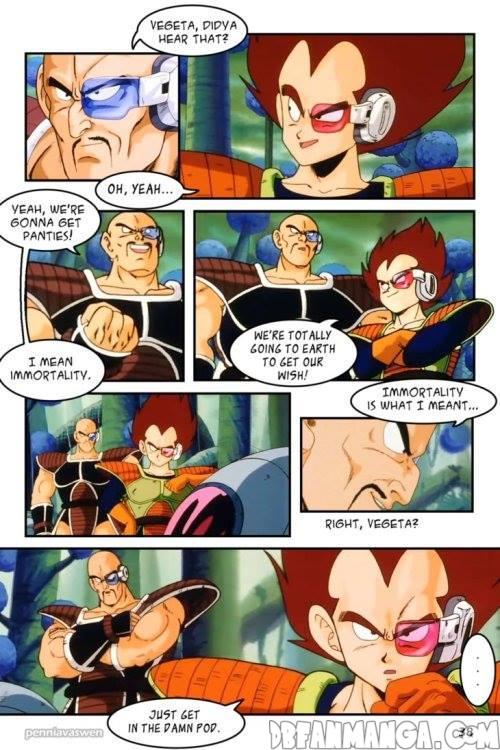 VEGETA, DIDYA
HEAR THAT?
OH, YEAH...
YEAH, WE'RE
GONNA GET
PANTIES!
I MEAN
IMMORTALITY.
WE'RE TOTALLY
GOING TO EARTH
TO GET OUR
WISH!
IMMORTALITY
IS WHAT I MEANT...
RIGHT, VEGETA?
....
JUST GET
IN THE DAMN POD.
penniavaswen
DBFANMANGA.COM
38